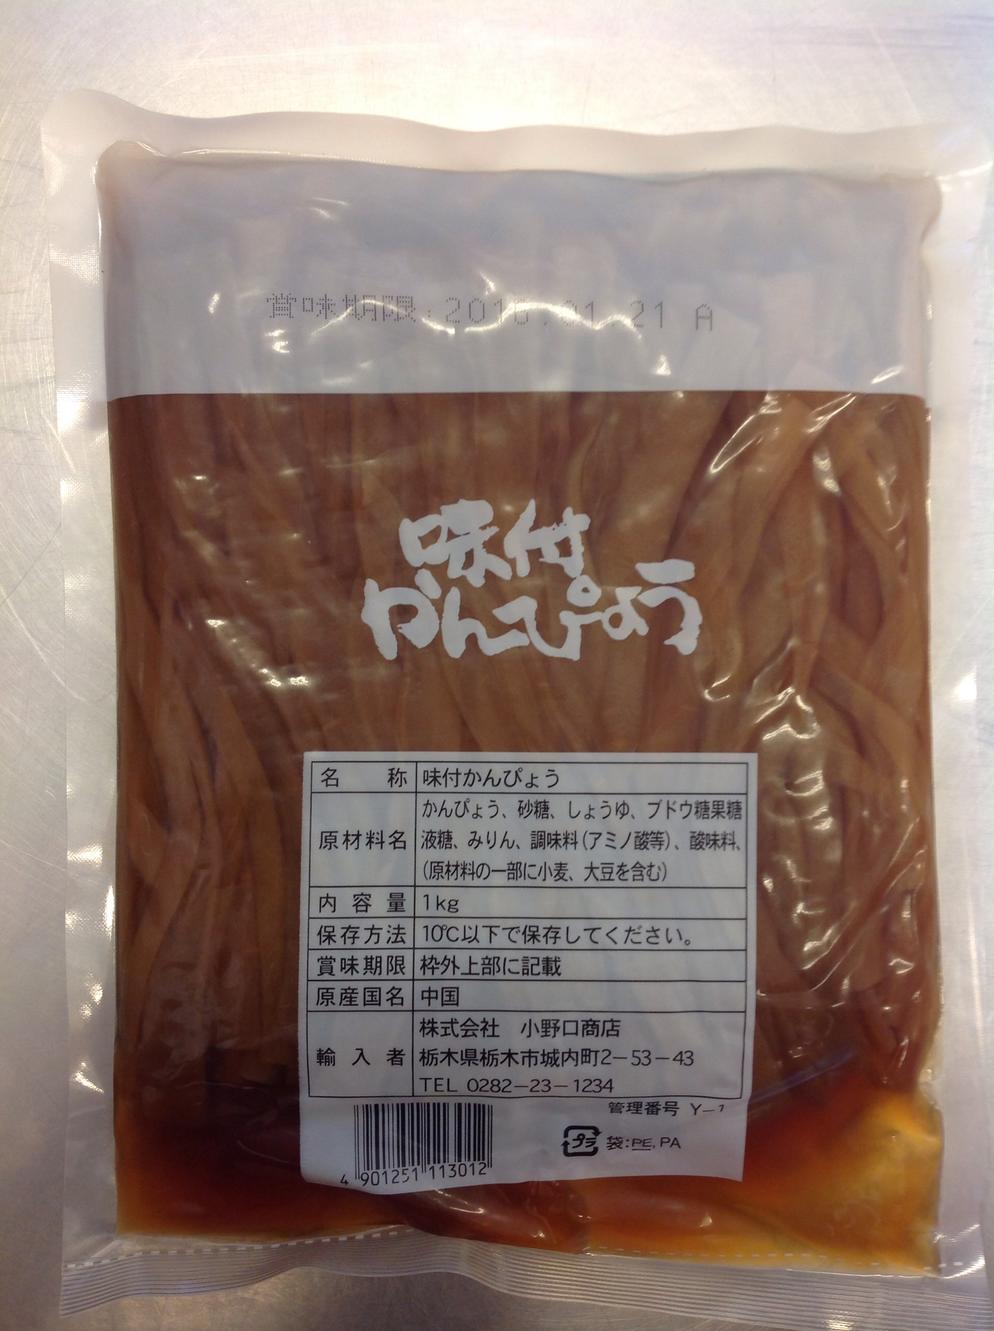 賞味期限:2016.01.21 A
味付
かんぴょう
名称 味付かんぴょう
原材料名 かんぴょう、砂糖、しょうゆ、ブドウ糖果糖
液糖、みりん、調味料(アミノ酸等)、酸味料、
(原材料の一部に小麦、大豆を含む)
内容量 1kg
保存方法 10℃以下で保存してください。
賞味期限 枠外上部に記載
原産国名 中国
輸入者 株式会社 小野口商店
栃木県栃木市城内町2-53-43
TEL 0282-23-1234
管理番号 Y-1
プラ 袋:PE, PA
4 901251 113012